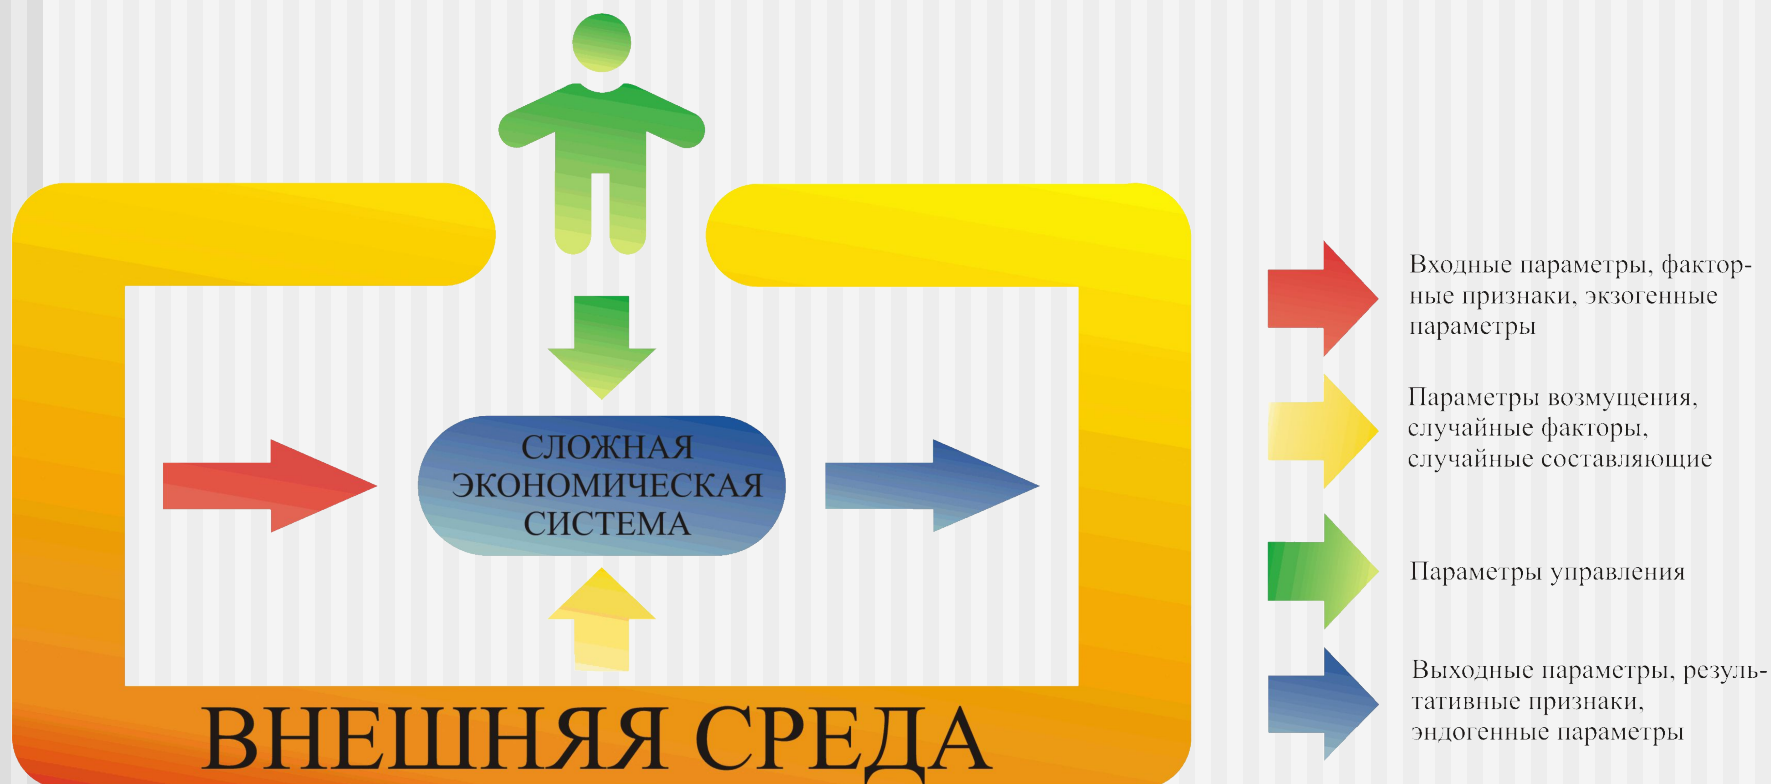 СЛОЖНАЯ
ЭКОНОМИЧЕСКАЯ
СИСТЕМА
ВНЕШНЯЯ СРЕДА
Входные параметры, фактор-
ные признаки, экзогенные
параметры
Параметры возмущения,
случайные факторы,
случайные составляющие
Параметры управления
Выходные параметры, резуль-
тативные признаки,
эндогенные параметры